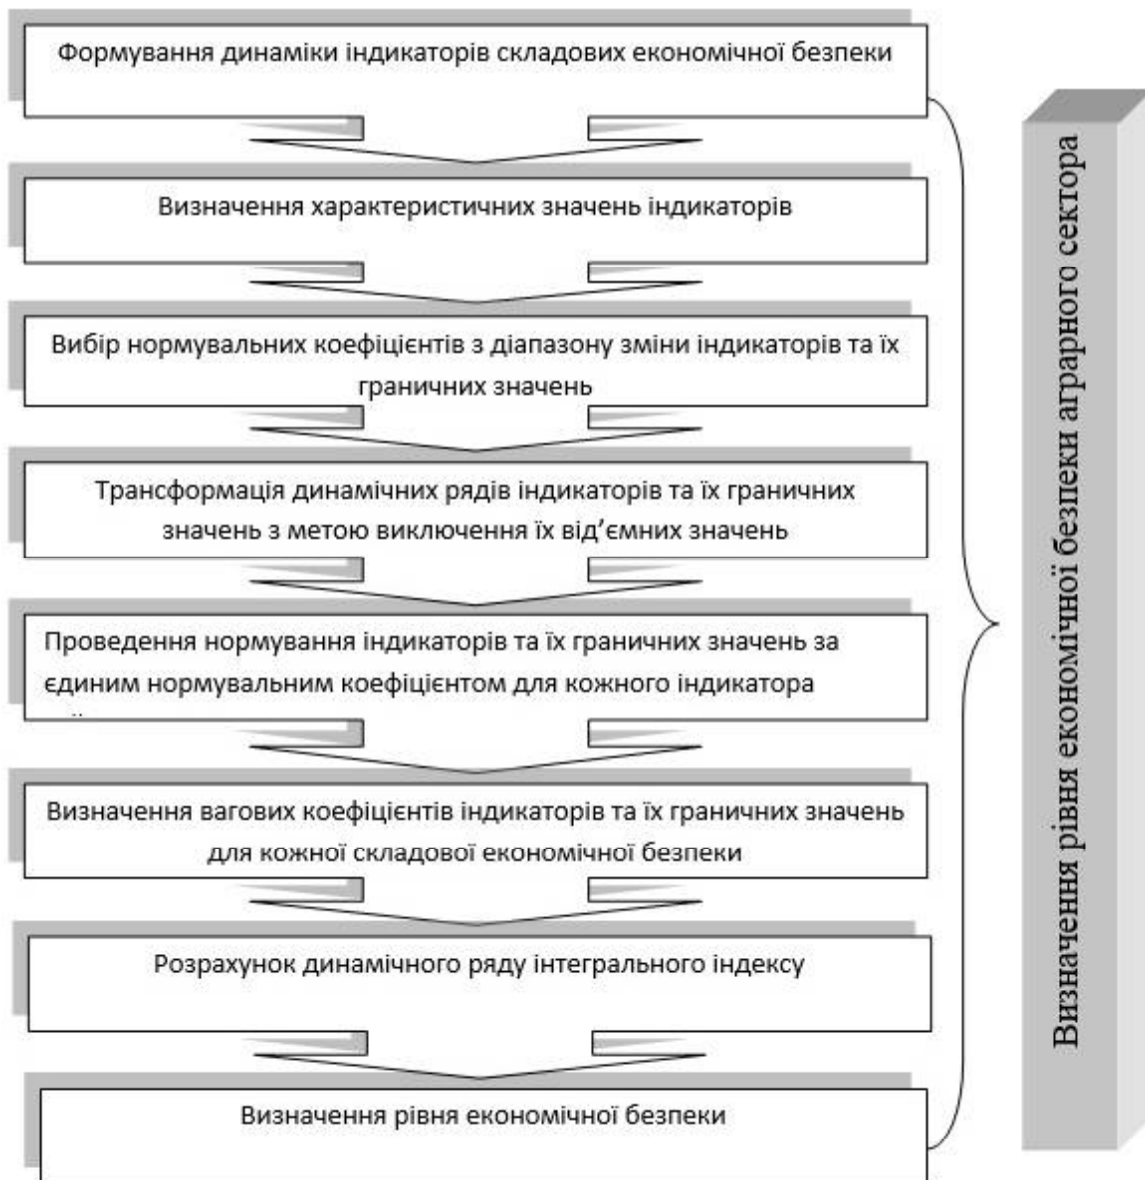 Формування динаміки індикаторів складових економічної безпеки
Визначення характеристичних значень індикаторів
Вибір нормувальних коефіцієнтів з діапазону зміни індикаторів та їх
граничних значень
Трансформація динамічних рядів індикаторів та їх граничних
значень з метою виключення їх від’ємних значень
Проведення нормування індикаторів та їх граничних значень за
єдиним нормувальним коефіцієнтом для кожного індикатора
Визначення вагових коефіцієнтів індикаторів та їх граничних значень
для кожної складової економічної безпеки
Розрахунок динамічного ряду інтегрального індексу
Визначення рівня економічної безпеки
Визначення рівня економічної безпеки аграрного сектора